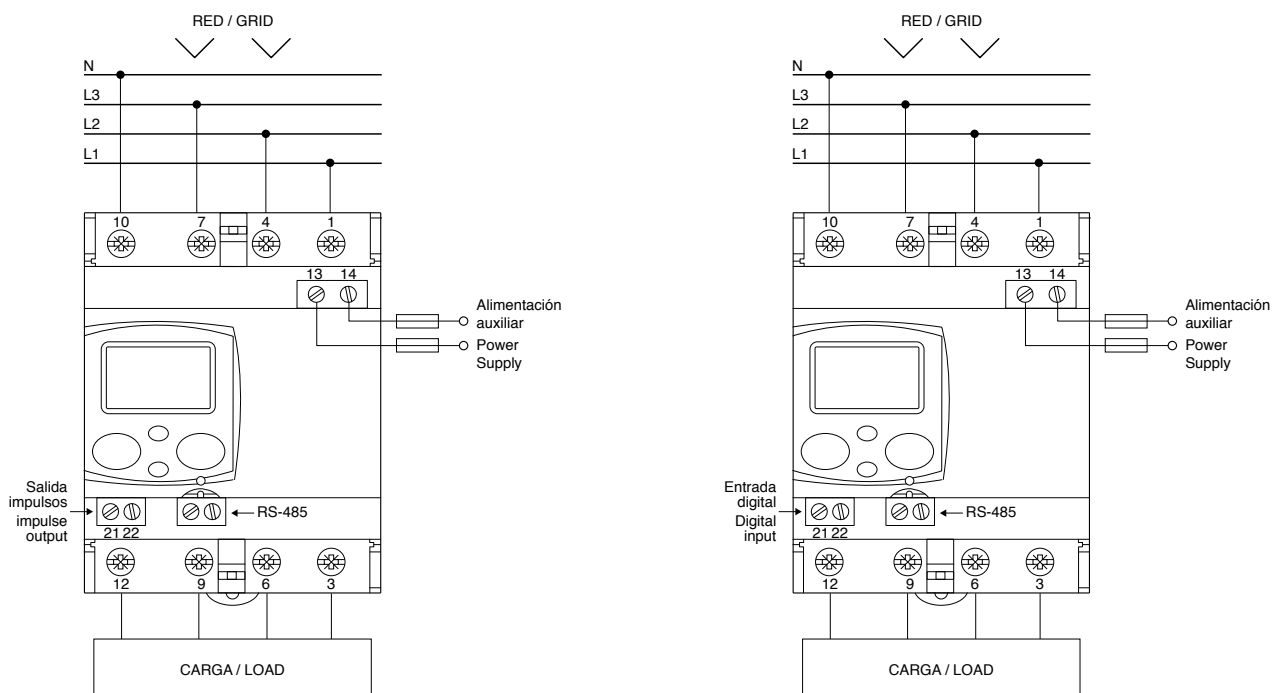 RED / GRID
N
L3
L2
L1
10 7 4 1
13 14
Alimentación
auxiliar
Power
Supply
Salida
impulsos
impulse
output
RS-485
21 22
12 9 6 3
CARGA / LOAD
RED / GRID
N
L3
L2
L1
10 7 4 1
13 14
Alimentación
auxiliar
Power
Supply
Entrada
digital
Digital
input
RS-485
21 22
12 9 6 3
CARGA / LOAD